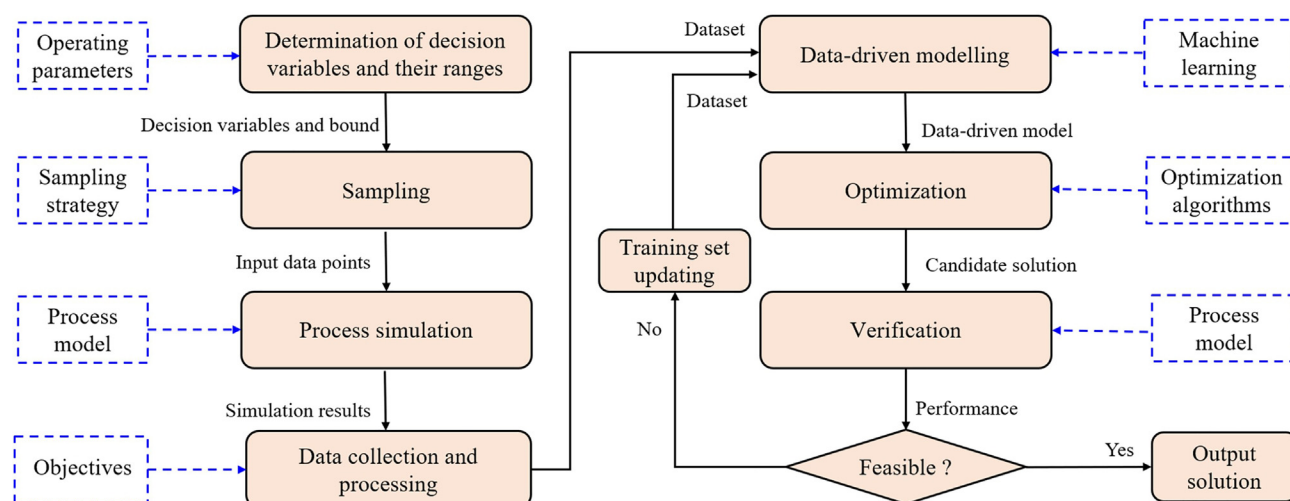 Operating
parameters
Determination of decision
variables and their ranges
Decision variables and bound
Sampling
strategy
Sampling
Input data points
Process
model
Process simulation
Simulation results
Objectives
Data collection and
processing
Dataset
Dataset
Data-driven modelling
Machine
learning
Data-driven model
Optimization
Optimization
algorithms
Training set
updating
Candidate solution
No
Verification
Process
model
Performance
Feasible ?
Yes
Output
solution